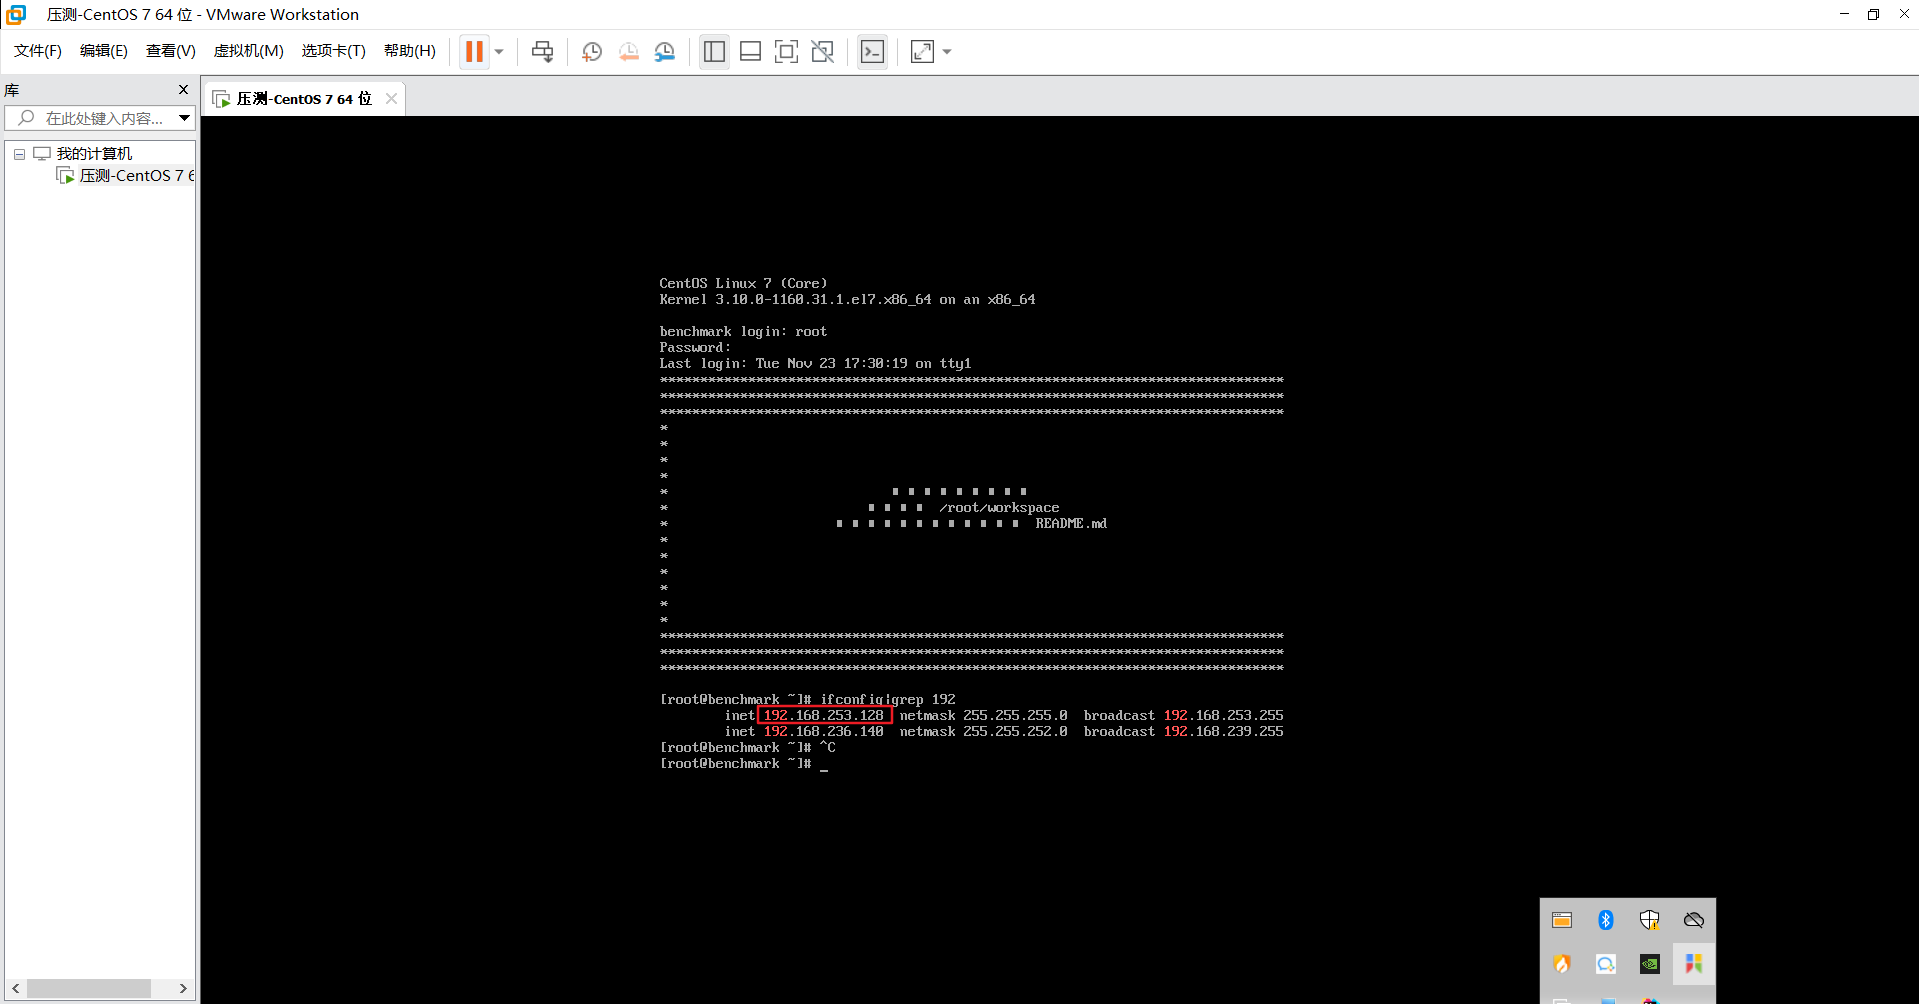 压测-CentOS 7 64 位 - VMware Workstation
文件(F) 编辑(E) 查看(V) 虚拟机(M) 选项卡(T) 帮助(H)
库
在此处键入内容...
我的计算机
压测-CentOS 7 6
压测-CentOS 7 64 位
CentOS Linux 7 (Core)
Kernel 3.10.0-1160.31.1.el7.x86_64 on an x86_64
benchmark login: root
Password:
Last login: Tue Nov 23 17:30:19 on tty1
******************************************************************************
******************************************************************************
******************************************************************************
*
*
*
*
*
* /root/workspace
* README.md
*
*
*
*
*
*
******************************************************************************
******************************************************************************
******************************************************************************
[root@benchmark ~]# ifconfig|grep 192
inet 192.168.253.128 netmask 255.255.255.0 broadcast 192.168.253.255
inet 192.168.236.140 netmask 255.255.252.0 broadcast 192.168.239.255
[root@benchmark ~]# ^C
[root@benchmark ~]# _